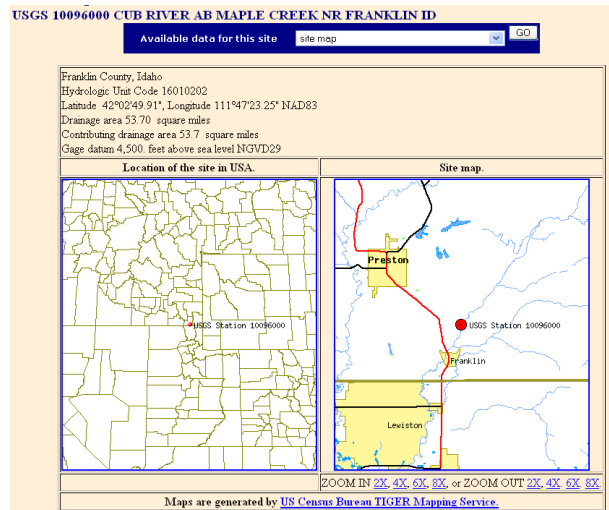 USGS 10096000 CUB RIVER AB MAPLE CREEK NR FRANKLIN ID
Available data for this site site map GO
Franklin County, Idaho
Hydrologic Unit Code 16010202
Latitude 42°02'49.91", Longitude 111°47'23.25" NAD83
Drainage area 53.70 square miles
Contributing drainage area 53.7 square miles
Gage datum 4,500. feet above sea level NGVD29
Location of the site in USA. Site map.
Preston
USGS Station 10096000 USGS Station 10096000
Franklin
Lewiston
ZOOM IN 2X, 4X, 6X, 8X, or ZOOM OUT 2X, 4X, 6X, 8X.
Maps are generated by US Census Bureau TIGER Mapping Service.